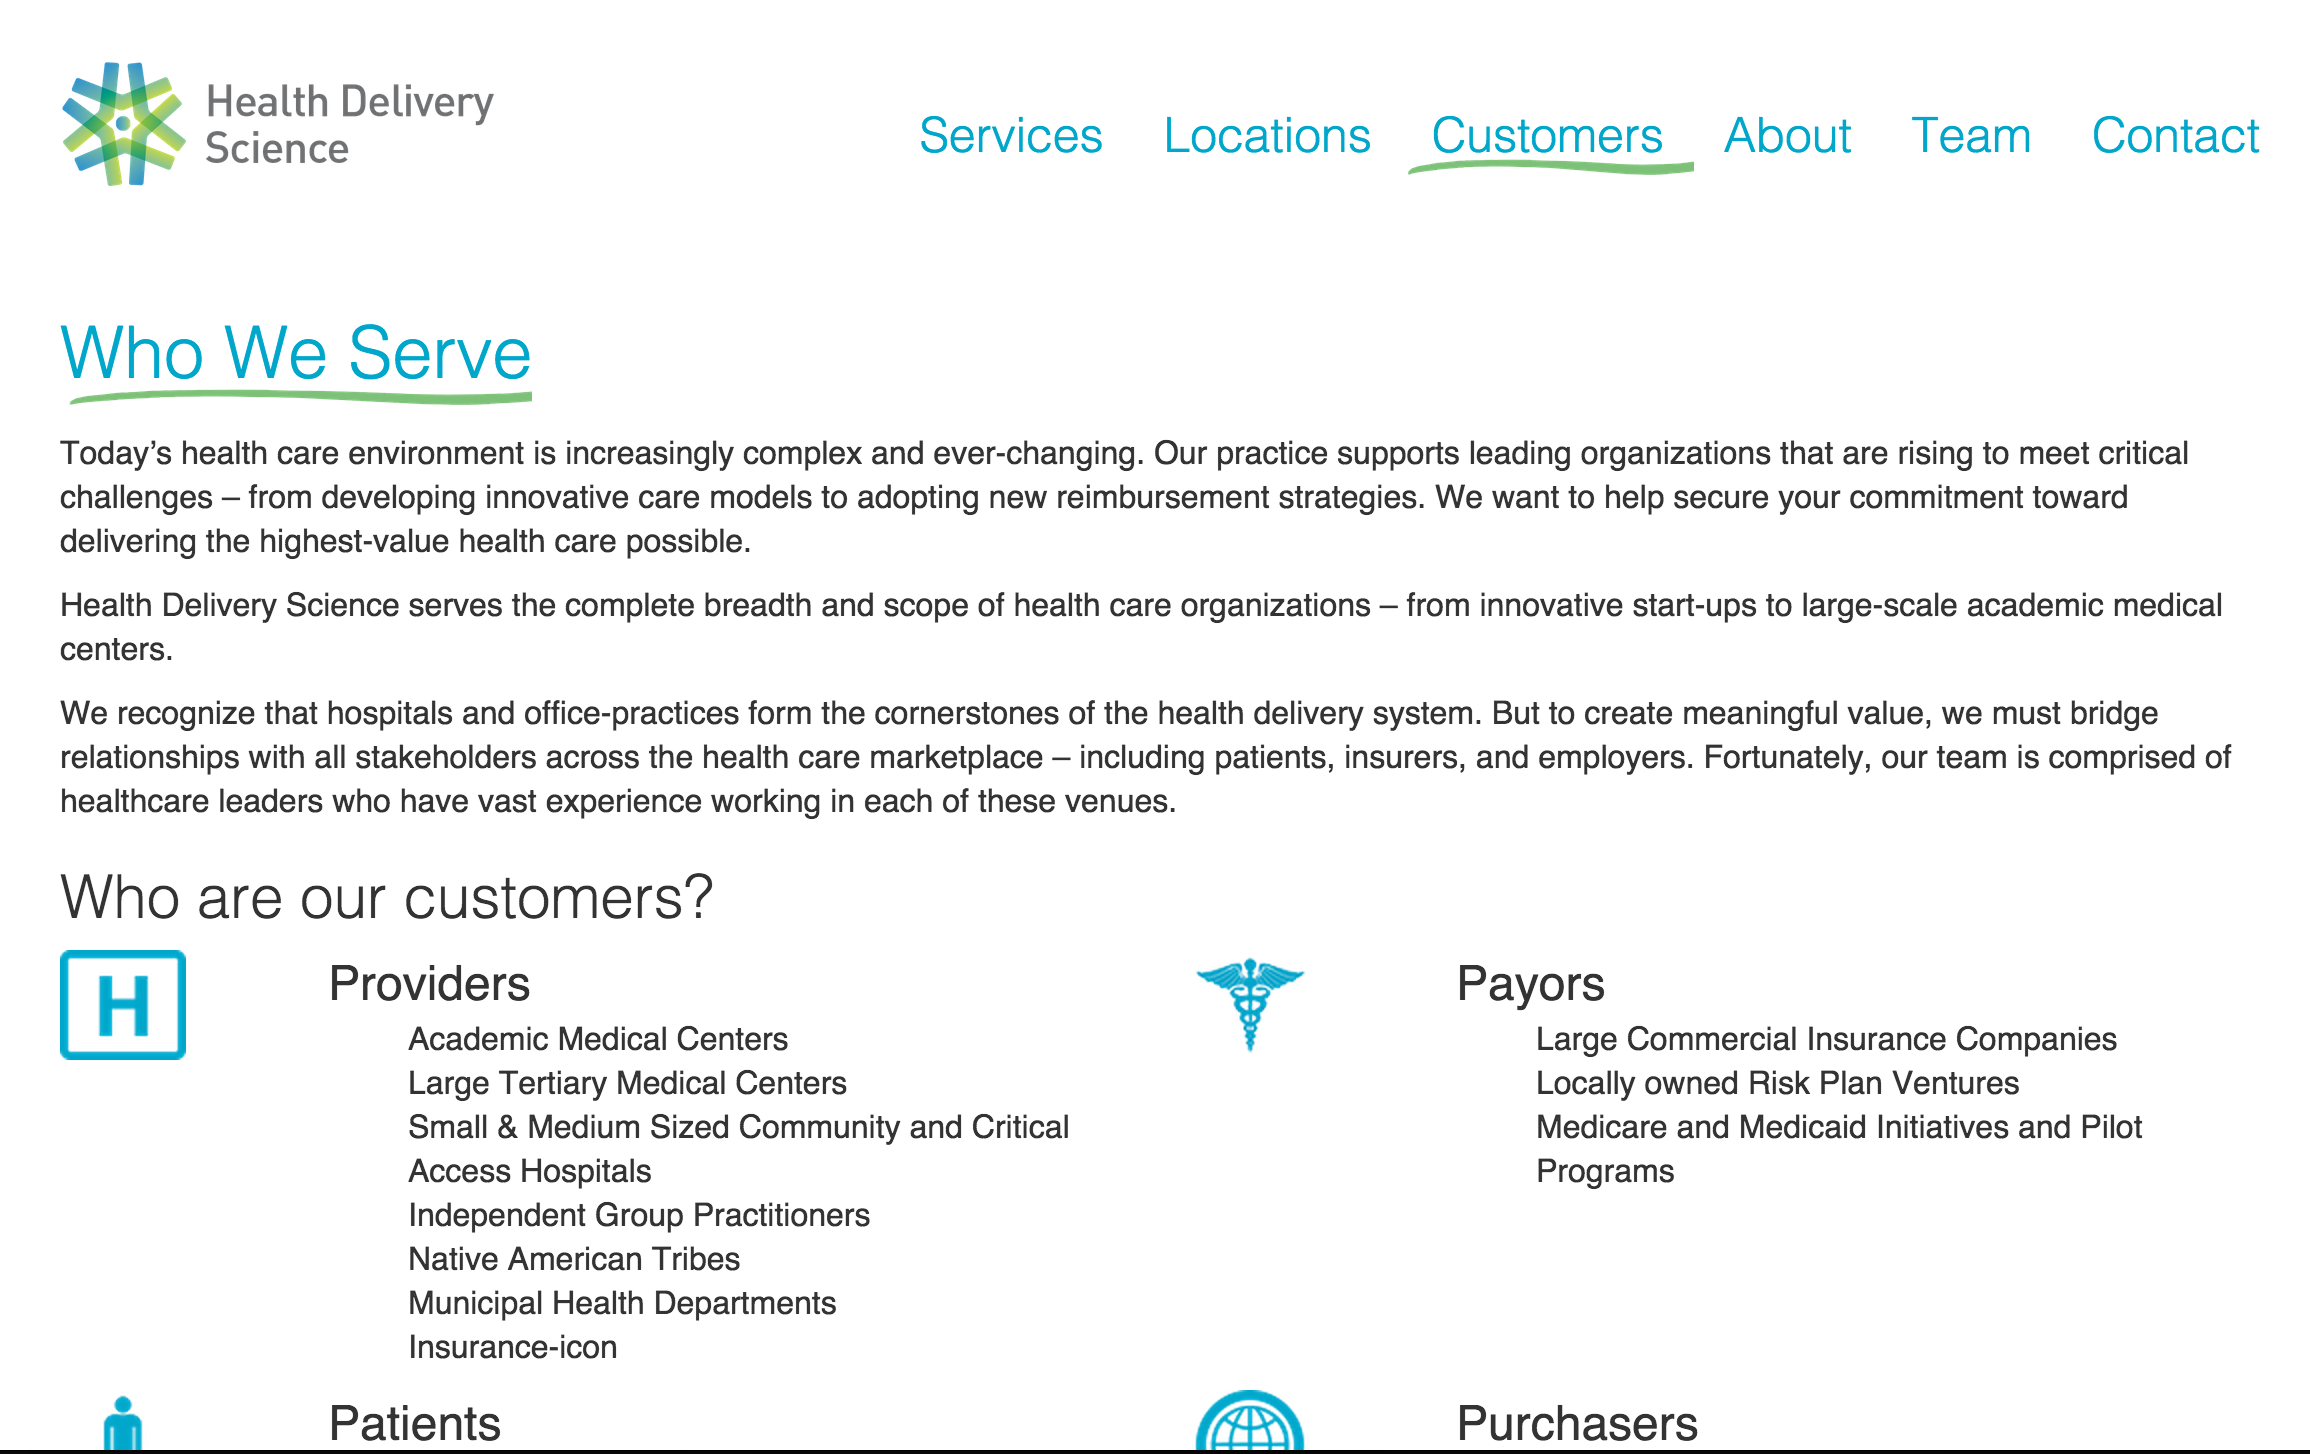 Health Delivery
Science
Services Locations Customers About Team Contact
Who We Serve
Today’s health care environment is increasingly complex and ever-changing. Our practice supports leading organizations that are rising to meet critical
challenges – from developing innovative care models to adopting new reimbursement strategies. We want to help secure your commitment toward
delivering the highest-value health care possible.
Health Delivery Science serves the complete breadth and scope of health care organizations – from innovative start-ups to large-scale academic medical
centers.
We recognize that hospitals and office-practices form the cornerstones of the health delivery system. But to create meaningful value, we must bridge
relationships with all stakeholders across the health care marketplace – including patients, insurers, and employers. Fortunately, our team is comprised of
healthcare leaders who have vast experience working in each of these venues.
Who are our customers?
H
Providers
Academic Medical Centers
Large Tertiary Medical Centers
Small & Medium Sized Community and Critical
Access Hospitals
Independent Group Practitioners
Native American Tribes
Municipal Health Departments
Insurance-icon
Payors
Large Commercial Insurance Companies
Locally owned Risk Plan Ventures
Medicare and Medicaid Initiatives and Pilot
Programs
Patients
Purchasers